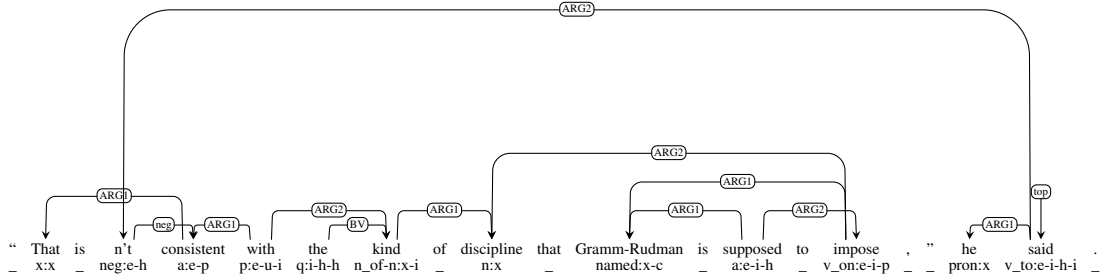 ARG2
ARG2
ARG1
top
ARG1 ARG2 ARG1 ARG2
neg ARG1 BV ARG1 ARG1
“ That is n't consistent with the kind of discipline that Gramm-Rudman is supposed to impose , ” he said .
_ x:x _ neg:e-h a:e-p p:e-u-i q:i-h-h n_of-n:x-i _ n:x _ named:x-c _ a:e-i-h _ v_on:e-i-p _ _ pron:x v_to:e-i-h-i _